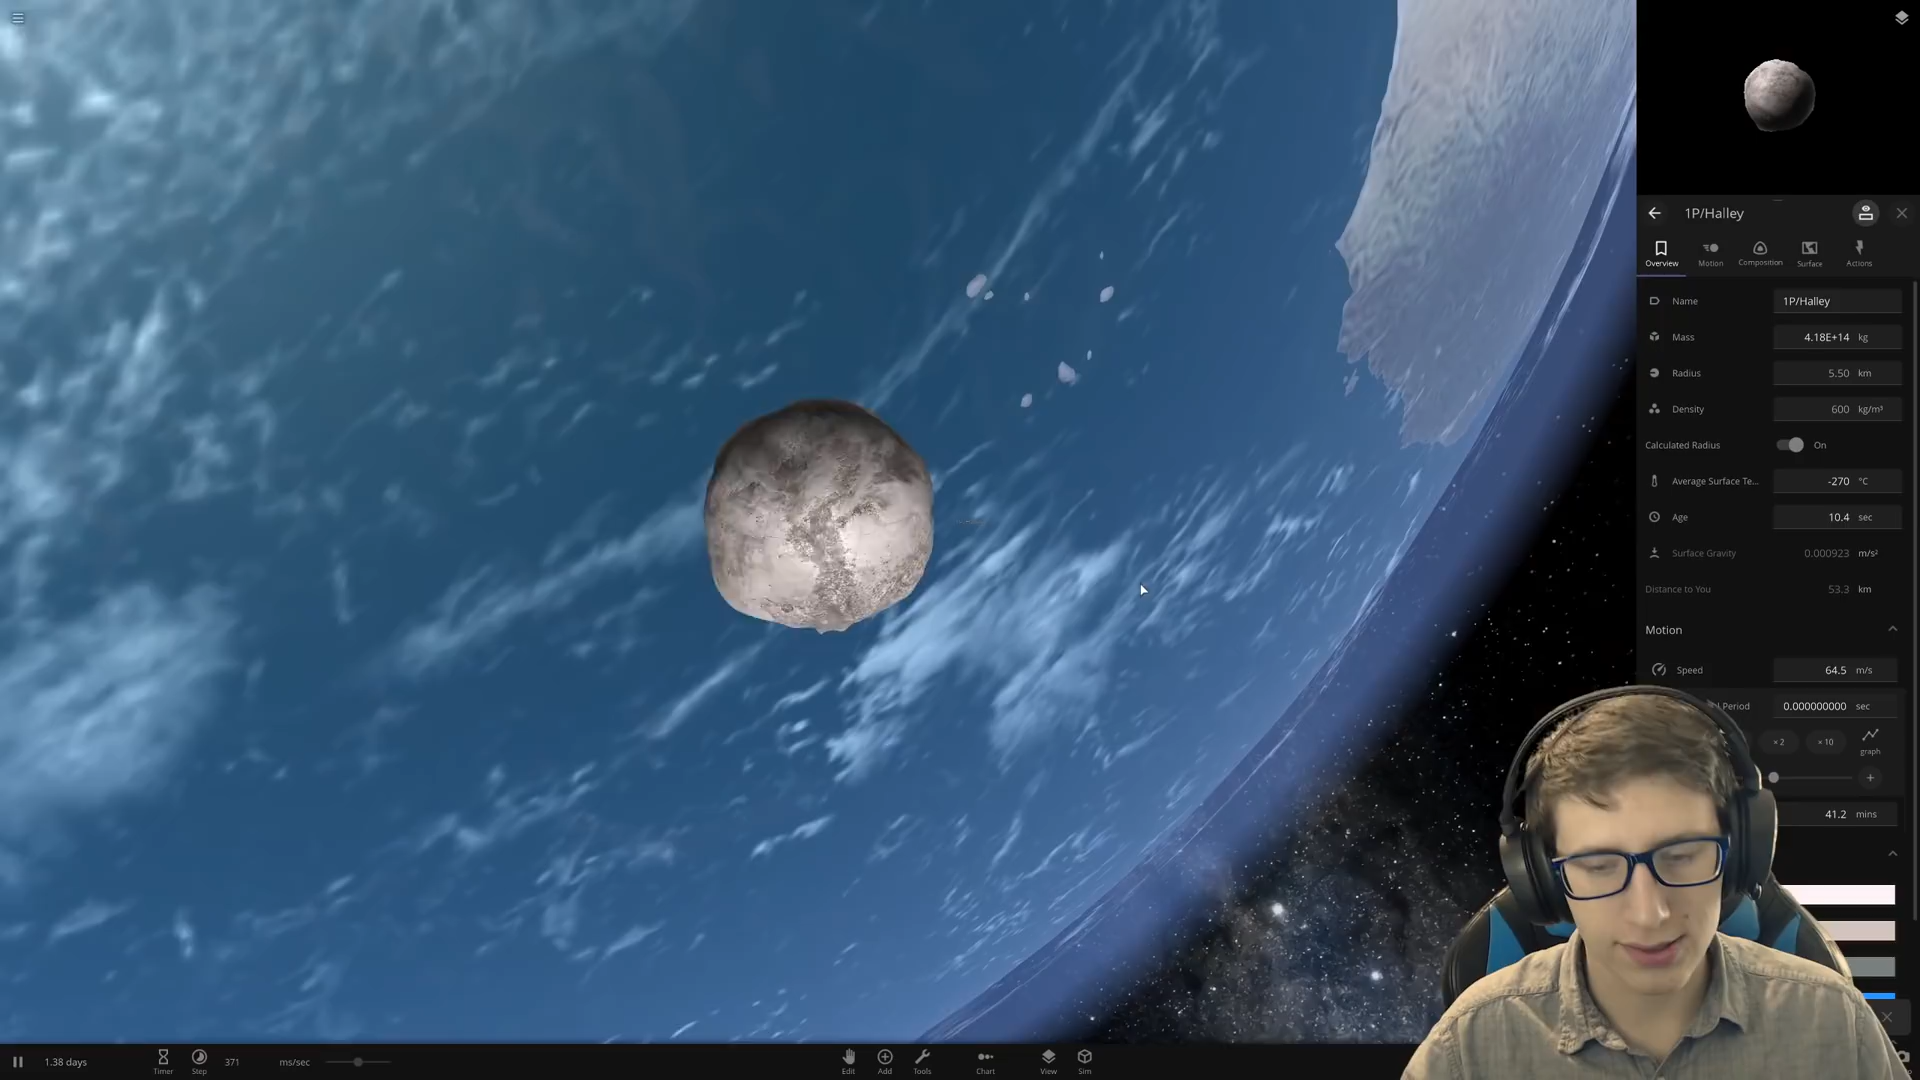 1P/Halley
Overview
Motion
Composition
Surface
Actions
Name 1P/Halley
Mass 4.18E+14 kg
Radius 5.50 km
Density 600 kg/m³
Calculated Radius On
Average Surface Te... -270 °C
Age 10.4 sec
Surface Gravity 0.000923 m/s²
Distance to You 53.3 km
Motion
Speed 64.5 m/s
Period 0.000000000 sec
×2 ×10 graph
41.2 mins
1.38 days
Timer
Step
371 ms/sec
Edit
Add
Tools
Chart
View
Sim